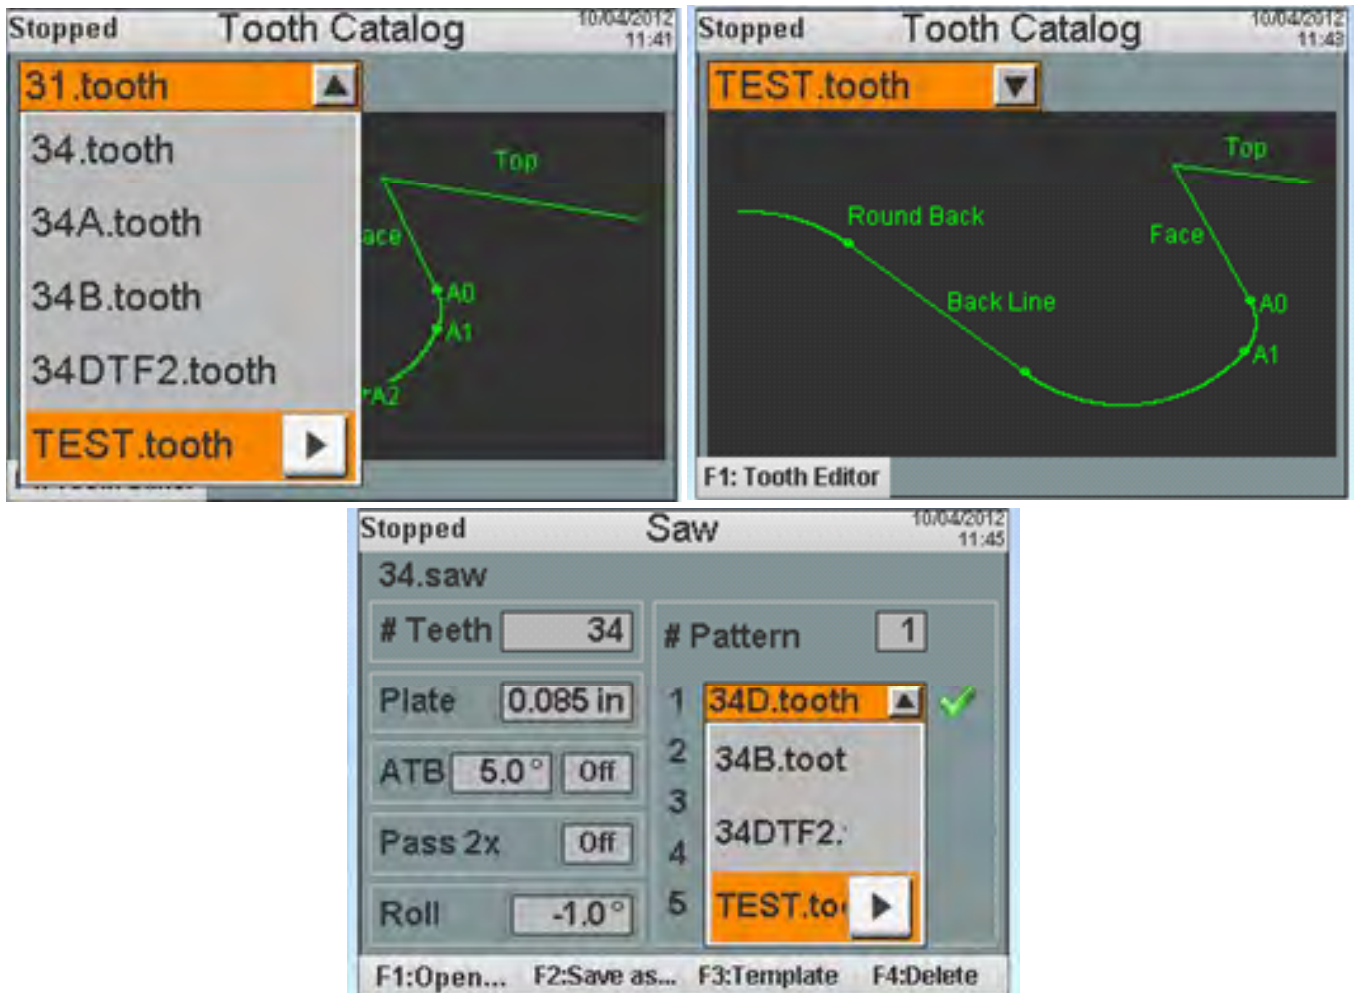 Stopped Tooth Catalog 10/04/2012
11:41
31.tooth
34.tooth
Top
34A.tooth
ace
34B.tooth
A0
A1
34DTF2.tooth
A2
TEST.tooth
Stopped Tooth Catalog 10/04/2012
11:43
TEST.tooth
Top
Round Back
Face
Back Line
A0
A1
F1: Tooth Editor
Stopped Saw 10/04/2012
11:45
34.saw
# Teeth 34
# Pattern 1
Plate 0.085 in
1 34D.tooth
ATB 5.0° Off
2 34B.toot
3
Pass 2x Off
4 34DTF2.
Roll -1.0°
5 TEST.too
F1:Open... F2:Save as... F3:Template F4:Delete